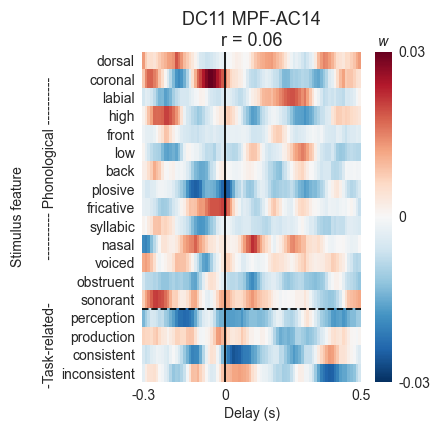 DC11 MPF-AC14
r = 0.06
w
0.03
0
-0.03
Stimulus feature
---------- Phonological ----------
-Task-related-
dorsal
coronal
labial
high
front
low
back
plosive
fricative
syllabic
nasal
voiced
obstruent
sonorant
perception
production
consistent
inconsistent
-0.3 0 0.5
Delay (s)